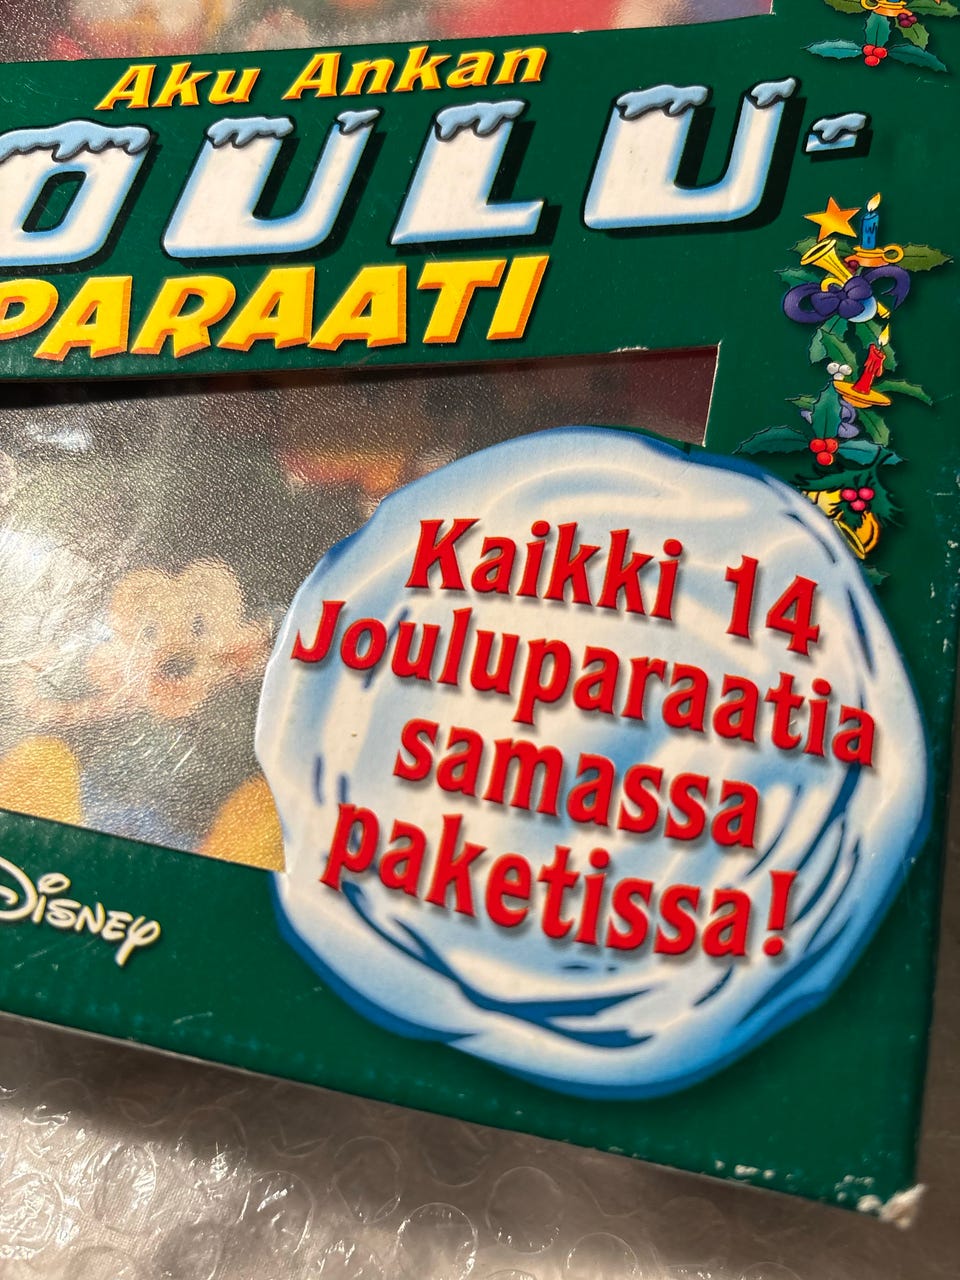 Aku Ankan
OULU-
PARAATI
Kaikki 14
Jouluparaatia
samassa
paketissa!
Disney